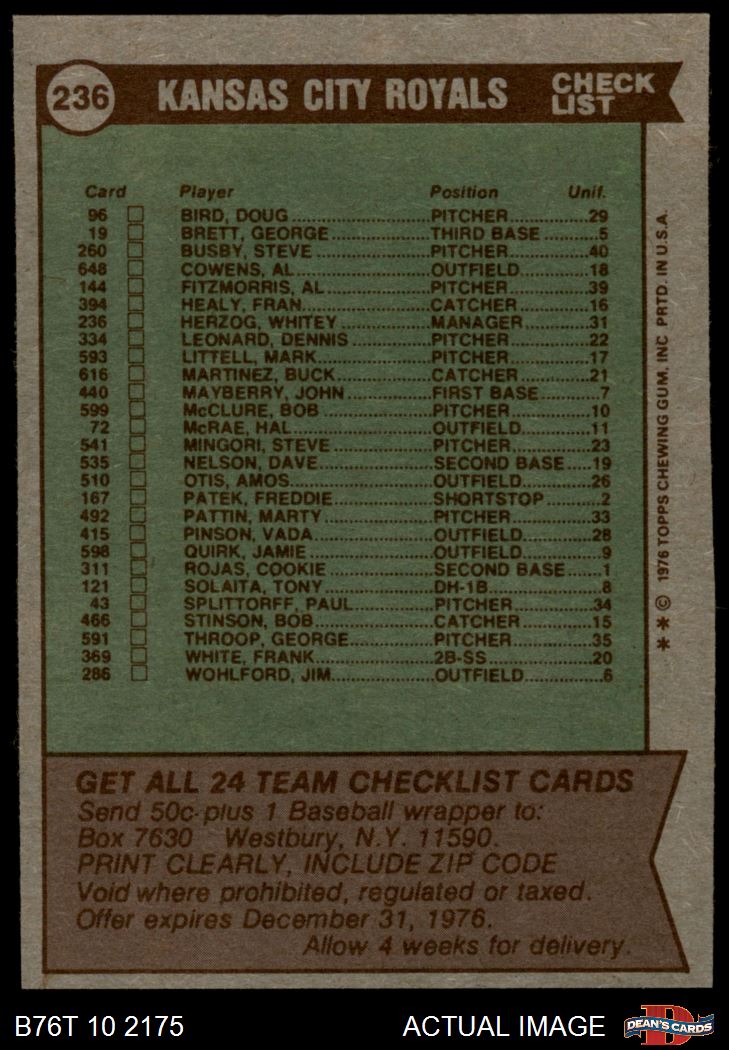 236 KANSAS CITY ROYALS CHECK LIST
Card Player Position Unif.
96 BIRD, DOUG PITCHER 29
19 BRETT, GEORGE THIRD BASE 5
260 BUSBY, STEVE PITCHER 40
648 COWENS, AL OUTFIELD 18
144 FITZMORRIS, AL PITCHER 39
394 HEALY, FRAN CATCHER 16
236 HERZOG, WHITEY MANAGER 31
334 LEONARD, DENNIS PITCHER 22
593 LITTELL, MARK PITCHER 17
616 MARTINEZ, BUCK CATCHER 21
440 MAYBERRY, JOHN FIRST BASE 7
599 McCLURE, BOB PITCHER 10
72 McRAE, HAL OUTFIELD 11
541 MINGORI, STEVE PITCHER 23
535 NELSON, DAVE SECOND BASE 19
510 OTIS, AMOS OUTFIELD 26
167 PATEK, FREDDIE SHORTSTOP 2
492 PATTIN, MARTY PITCHER 33
415 PINSON, VADA OUTFIELD 28
598 QUIRK, JAMIE OUTFIELD 9
311 ROJAS, COOKIE SECOND BASE 1
121 SOLAITA, TONY DH-1B 8
43 SPLITTORFF, PAUL PITCHER 34
466 STINSON, BOB CATCHER 15
591 THROOP, GEORGE PITCHER 35
369 WHITE, FRANK 2B-SS 20
286 WOHLFORD, JIM OUTFIELD 6
* * © 1976 TOPPS CHEWING GUM, INC PRTD. IN U.S.A.
GET ALL 24 TEAM CHECKLIST CARDS
Send 50c plus 1 Baseball wrapper to:
Box 7630 Westbury, N.Y. 11590.
PRINT CLEARLY, INCLUDE ZIP CODE
Void where prohibited, regulated or taxed.
Offer expires December 31, 1976.
Allow 4 weeks for delivery.
B76T 10 2175 ACTUAL IMAGE D DEAN'S CARDS